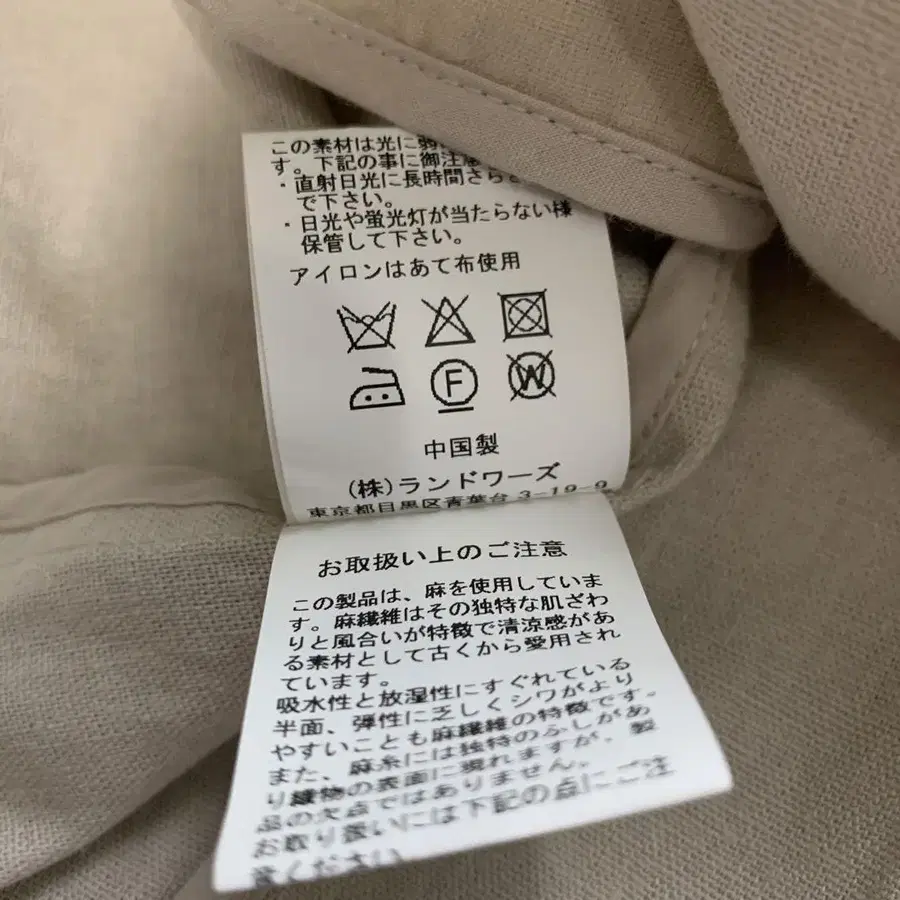 この素材は光に弱
す。下記の事に御注意
・直射日光に長時間さら
で下さい。
・日光や蛍光灯が当たらない様
保管して下さい。
アイロンはあて布使用
F
W
中国製
(株)ランドワーズ
東京都目黒区青葉台 3-19-9
お取扱い上のご注意
この製品は、麻を使用していま
す。麻繊維はその独特な肌ざわ
りと風合いが特徴で清涼感があ
る素材として古くから愛用され
ています。
吸水性と放湿性にすぐれている
半面、弾性に乏しくシワがより
やすいことも麻繊維の特徴です。
また、麻糸には独特のふしがあ
り織物の表面に現れますが、製
品の欠点ではありません。
お取り扱いには下記の点にご注
意ください。